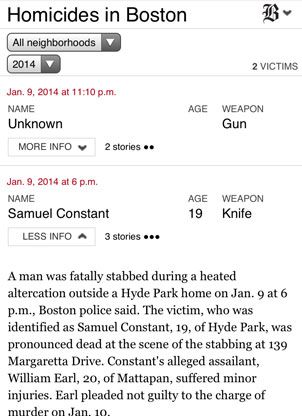 Homicides in Boston
B
All neighborhoods
2014
2 VICTIMS
Jan. 9, 2014 at 11:10 p.m.
NAME AGE WEAPON
Unknown Gun
MORE INFO 2 stories
Jan. 9, 2014 at 6 p.m.
NAME AGE WEAPON
Samuel Constant 19 Knife
LESS INFO 3 stories
A man was fatally stabbed during a heated
altercation outside a Hyde Park home on Jan. 9 at 6
p.m., Boston police said. The victim, who was
identified as Samuel Constant, 19, of Hyde Park, was
pronounced dead at the scene of the stabbing at 139
Margaretta Drive. Constant's alleged assailant,
William Earl, 20, of Mattapan, suffered minor
injuries. Earl pleaded not guilty to the charge of
murder on Jan. 10.